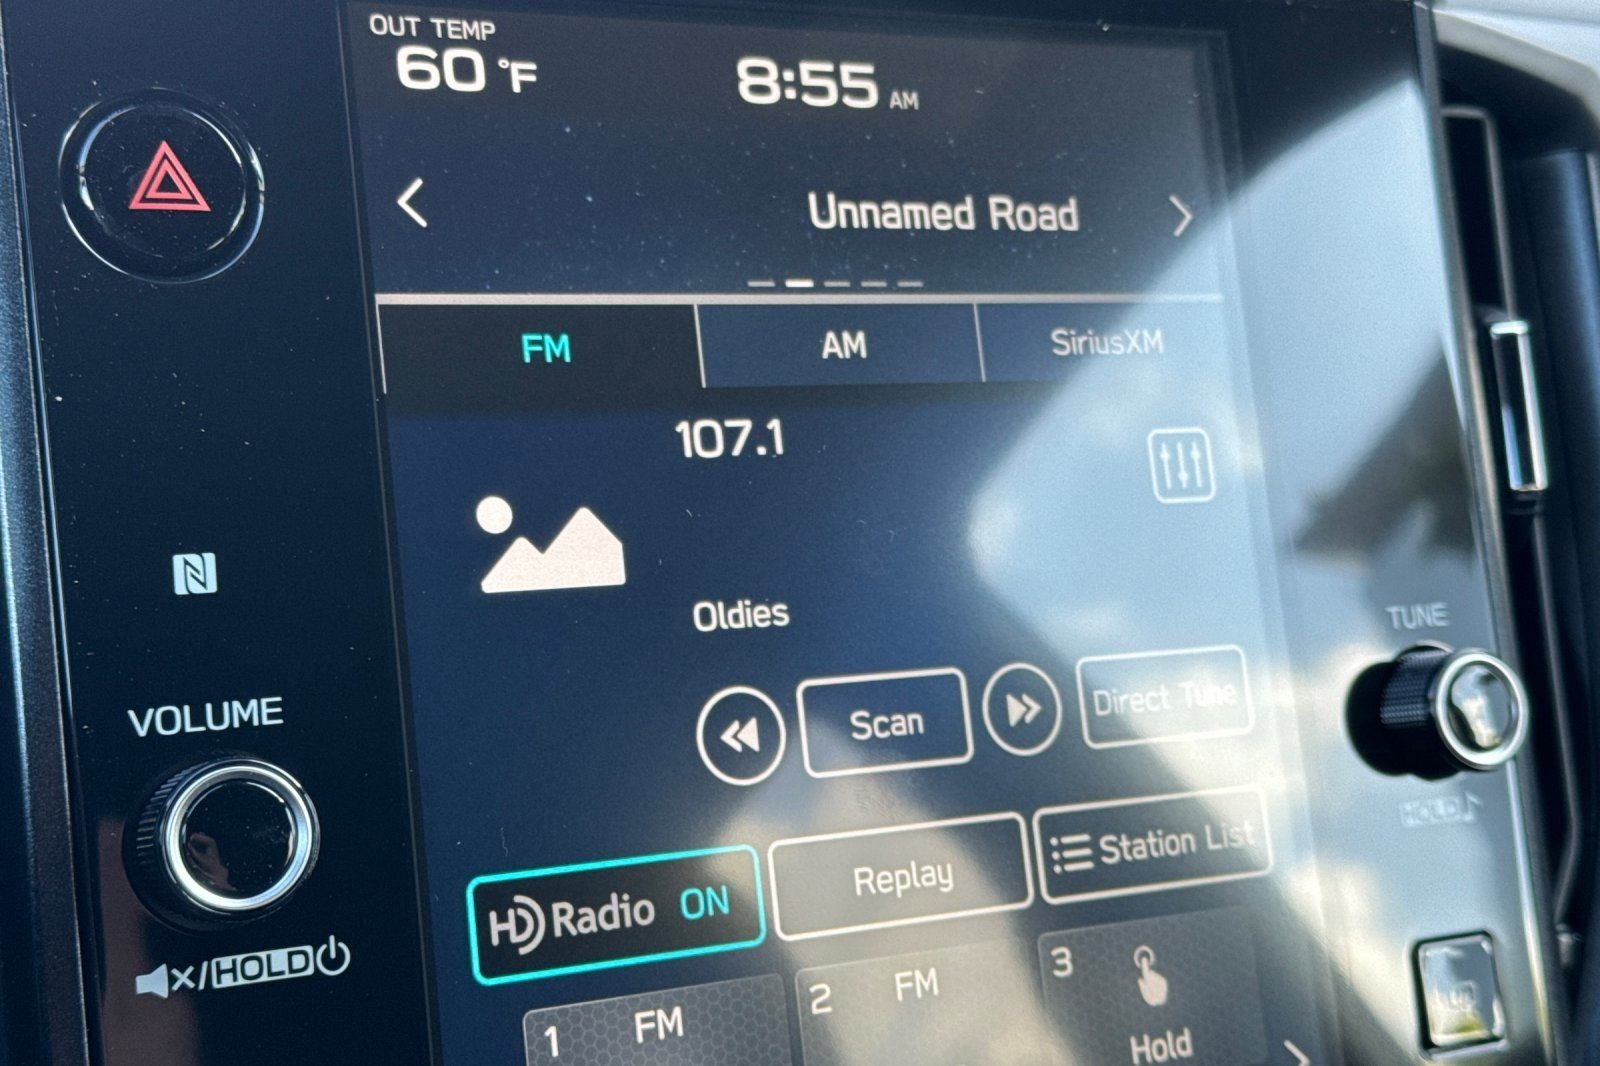 OUT TEMP
60 °F
8:55 AM
Unnamed Road
FM
AM
SiriusXM
107.1
Oldies
TUNE
Scan
Direct Tune
VOLUME
HOLD
HD Radio ON
Replay
Station List
HOLD
1 FM
2 FM
3
Hold